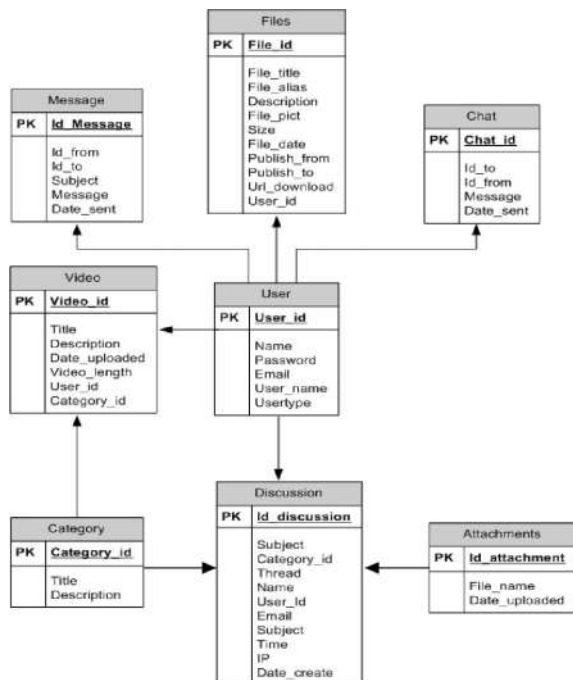 Files
PK File_id
File_title
File_alias
Description
File_pict
Size
File_date
Publish_from
Publish_to
Url_download
User_id
Message
PK Id_Message
Id_from
Id_to
Subject
Message
Date_sent
Chat
PK Chat_id
Id_to
Id_from
Message
Date_sent
Video
PK Video_id
Title
Description
Date_uploaded
Video_length
User_id
Category_id
User
PK User_id
Name
Password
Email
User_name
Usertype
Discussion
PK Id_discussion
Subject
Category_id
Thread
Name
User_Id
Email
Subject
Time
IP
Date_create
Category
PK Category_id
Title
Description
Attachments
PK Id_attachment
File_name
Date_uploaded